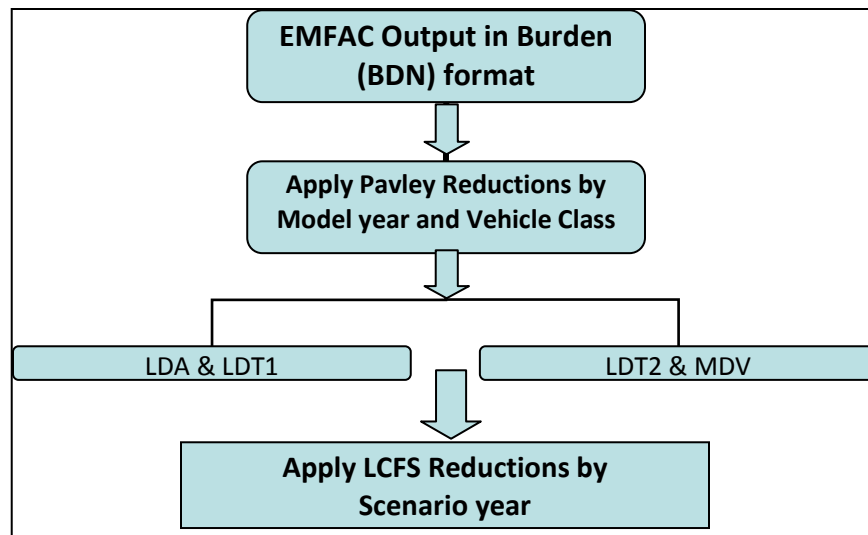 EMFAC Output in Burden
(BDN) format
Apply Pavley Reductions by
Model year and Vehicle Class
LDA & LDT1
LDT2 & MDV
Apply LCFS Reductions by
Scenario year